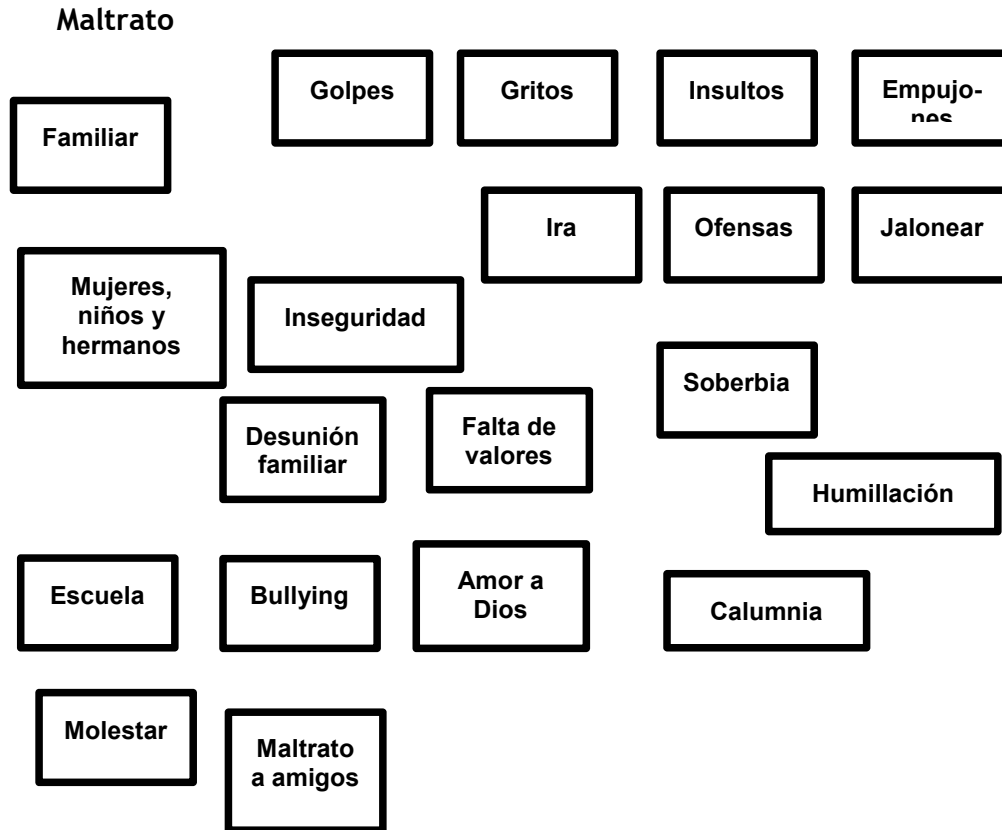 Maltrato
Golpes
Gritos
Insultos
Empujo-
nes
Familiar
Ira
Ofensas
Jalonear
Mujeres,
niños y
hermanos
Inseguridad
Soberbia
Desunión
familiar
Falta de
valores
Humillación
Escuela
Bullying
Amor a
Dios
Calumnia
Molestar
Maltrato
a amigos